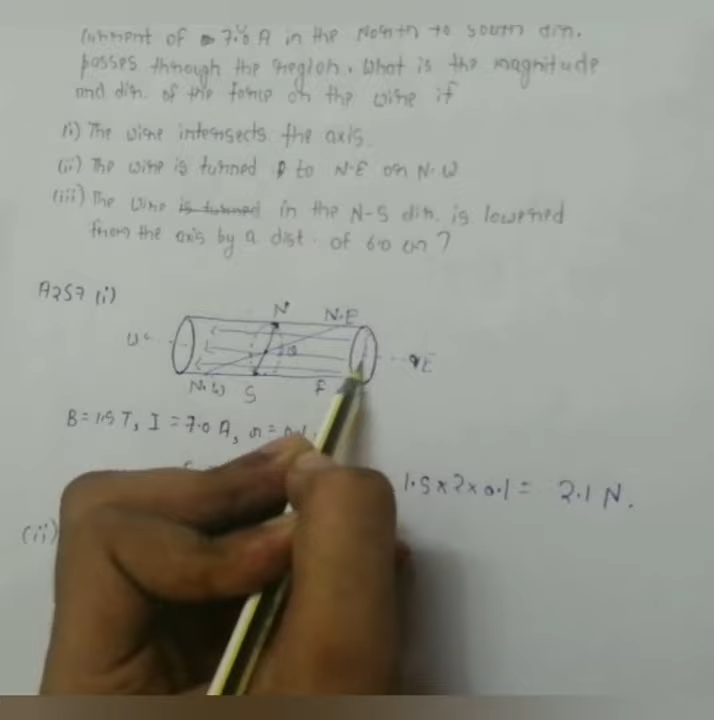 Current of 7.0 A in the North to South dirn.
passes through the region. What is the magnitude
and dirn. of the force on the wire if
(i) The wire intersects the axis
(ii) The wire is turned to N-E or N-W
(iii) The wire is turned in the N-S dirn. is lowered
from the axis by a dist. of 6.0 cm?
A257 (i)
N N-E
W E
N-W S
B = 1.5 T, I = 7.0 A,
1.5 x 7 x 0.1 = 2.1 N.
(ii)